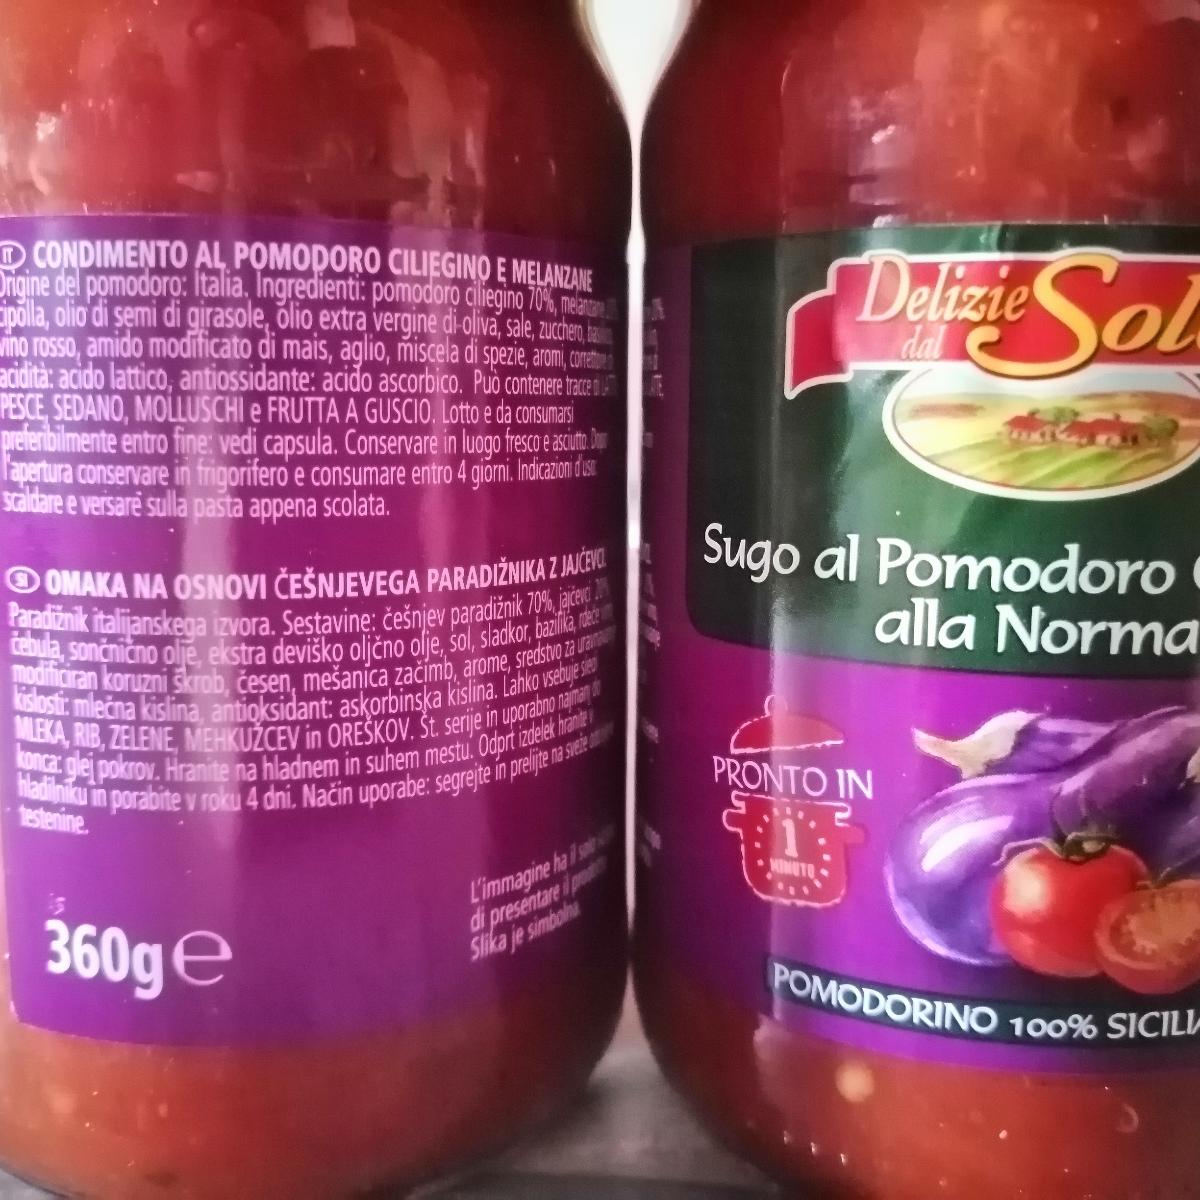 IT CONDIMENTO AL POMODORO CILIEGINO E MELANZANE
Origine del pomodoro: Italia. Ingredienti: pomodoro ciliegino 70%, melanzane
cipolla, olio di semi di girasole, olio extra vergine di oliva, sale, zucchero,
vino rosso, amido modificato di mais, aglio, miscela di spezie, aromi, correttore
acidità: acido lattico, antiossidante: acido ascorbico. Può contenere tracce di
PESCE, SEDANO, MOLLUSCHI e FRUTTA A GUSCIO. Lotto e da consumarsi
preferibilmente entro fine: vedi capsula. Conservare in luogo fresco e asciutto. Dopo
l'apertura conservare in frigorifero e consumare entro 4 giorni. Indicazioni d'uso:
scaldare e versare sulla pasta appena scolata.
SI OMAKA NA OSNOVI ČEŠNJEVEGA PARADIŽNIKA Z JAJČEVCI.
Paradižnik italijanskega izvora. Sestavine: češnjev paradižnik 70%, jajčevci 20%,
čebula, sončnično olje, ekstra deviško oljčno olje, sol, sladkor, bazilika, rdeče
modificiran koruzni škrob, česen, mešanica začimb, arome, sredstvo za
kislosti: mlečna kislina, antioksidant: askorbinska kislina. Lahko vsebuje sledi
MLEKA, RIB, ZELENE, MEHKUŽCEV in OREŠKOV. Št. serije in uporabno najmanj do
konca: glej pokrov. Hranite na hladnem in suhem mestu. Odprt izdelek hranite v
hladilniku in porabite v roku 4 dni. Način uporabe: segrejte in prelijte na sveže
testenine.
L'immagine ha il solo
di presentare il prodotto
Slika je simbolna.
360g e
Delizie
dal Sol
Sugo al Pomodoro
alla Norma
PRONTO IN
1
MINUTO
POMODORINO 100% SICILIA